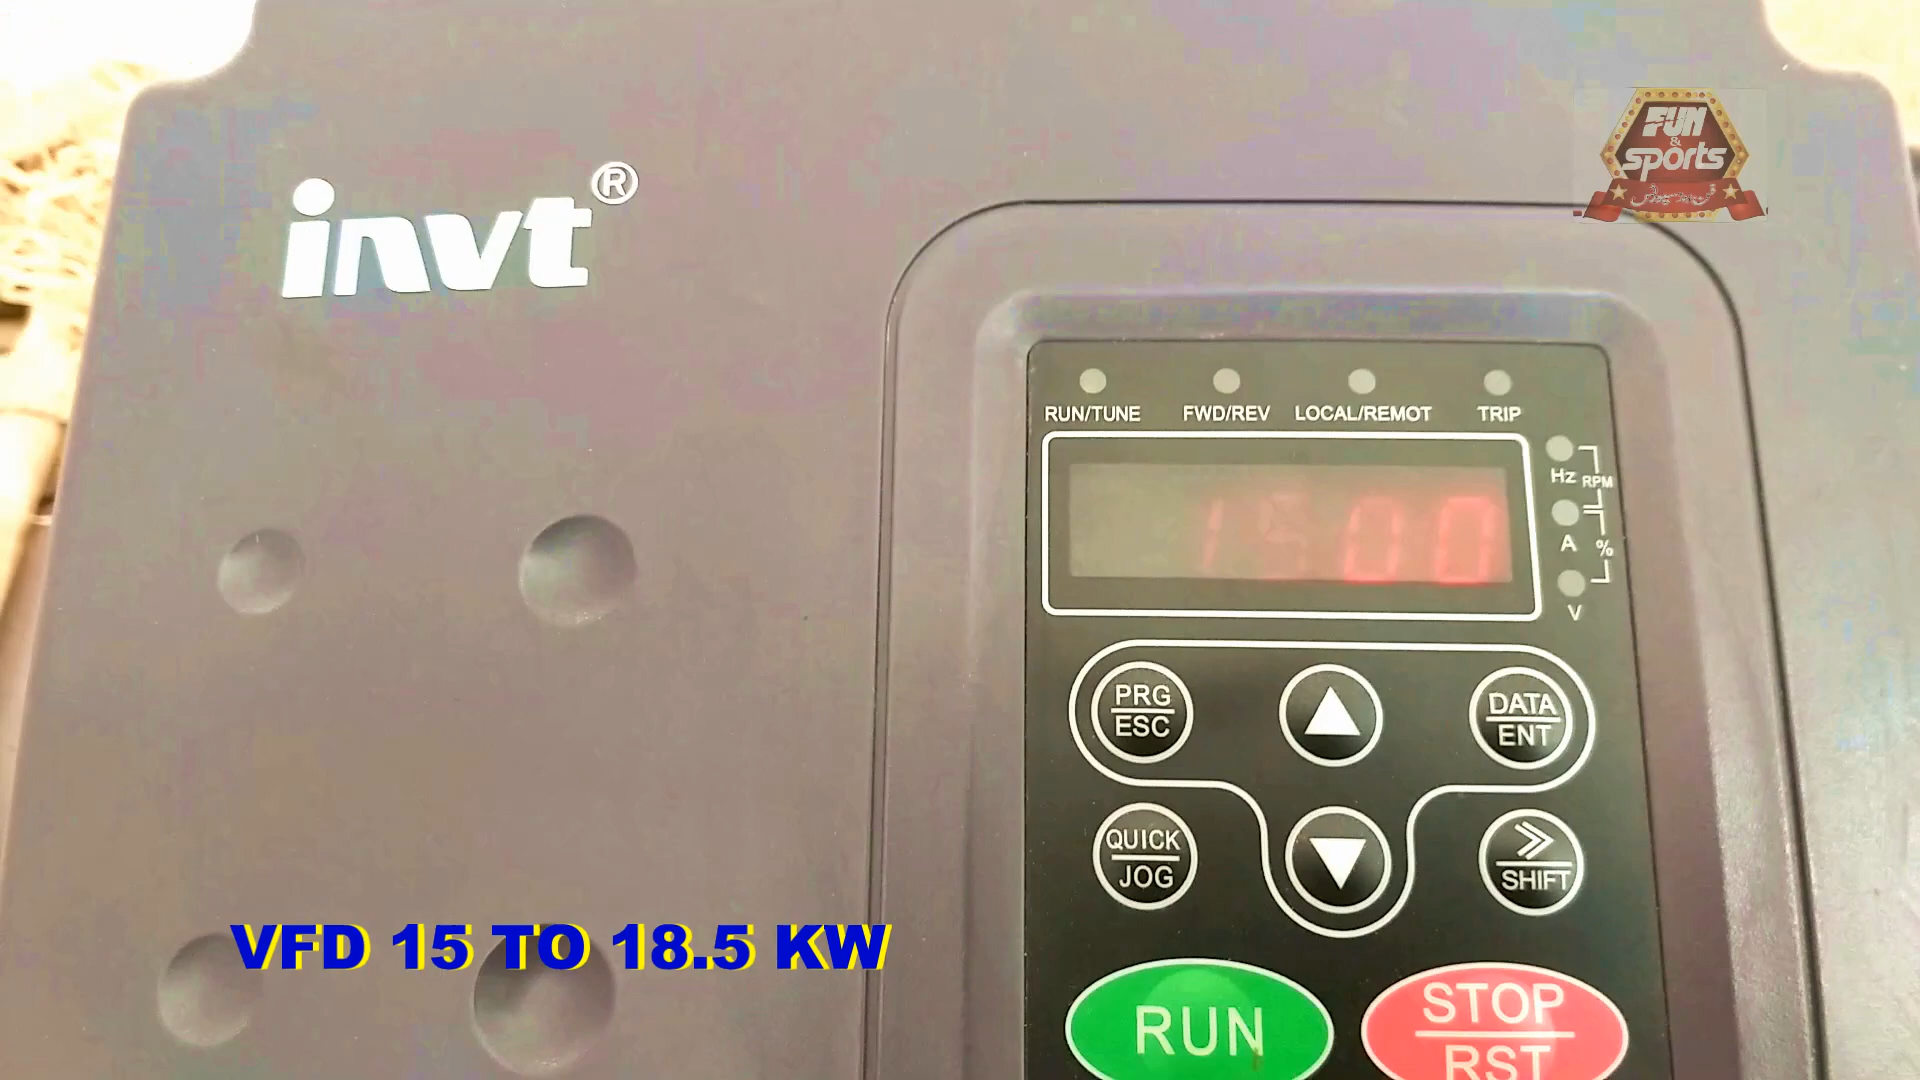 invt®
FUN
&
sports
RUN/TUNE FWD/REV LOCAL/REMOT TRIP
Hz RPM
A %
V
00
PRG
ESC
DATA
ENT
QUICK
JOG
SHIFT
VFD 15 TO 18.5 KW
RUN
STOP
RST